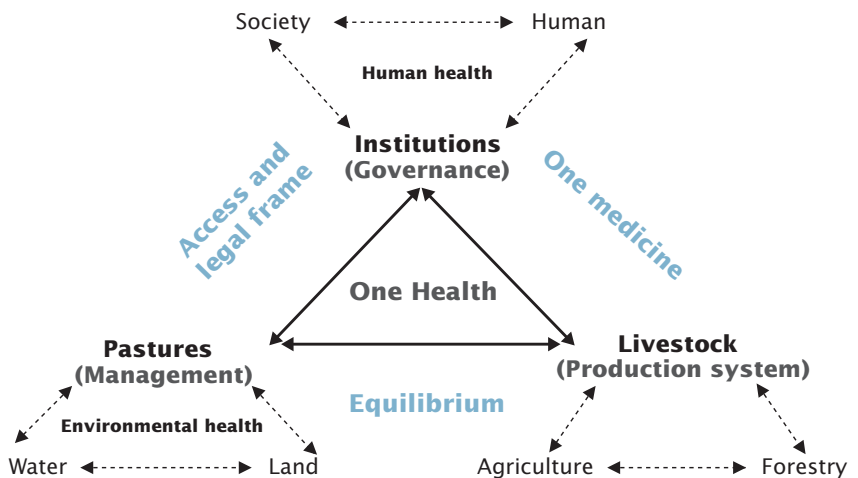 Society
Human
Human health
Institutions
(Governance)
Access and
legal frame
One medicine
One Health
Pastures
(Management)
Livestock
(Production system)
Equilibrium
Environmental health
Water
Land
Agriculture
Forestry